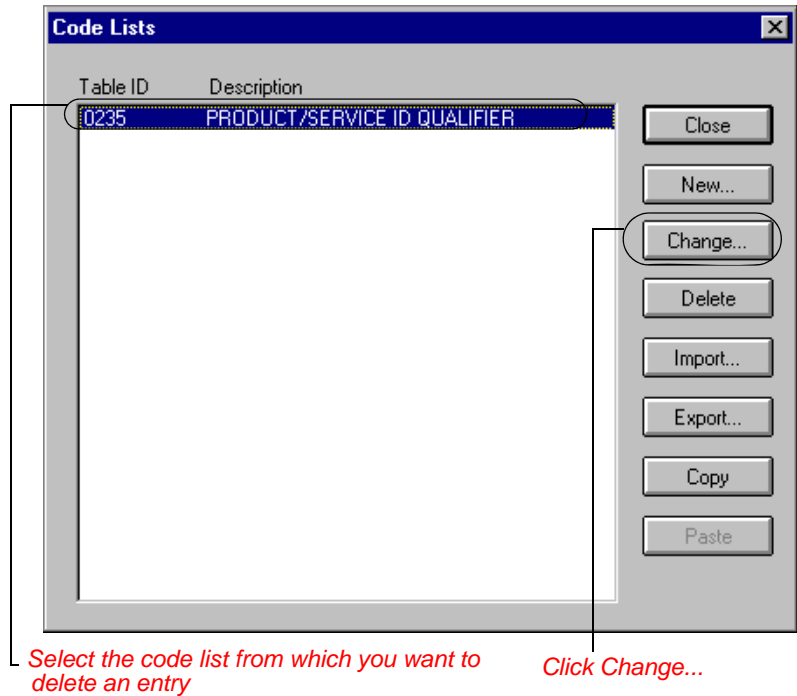 Code Lists
Table ID Description
0235 PRODUCT/SERVICE ID QUALIFIER
Close
New...
Change...
Delete
Import...
Export...
Copy
Paste
Select the code list from which you want to
delete an entry
Click Change...